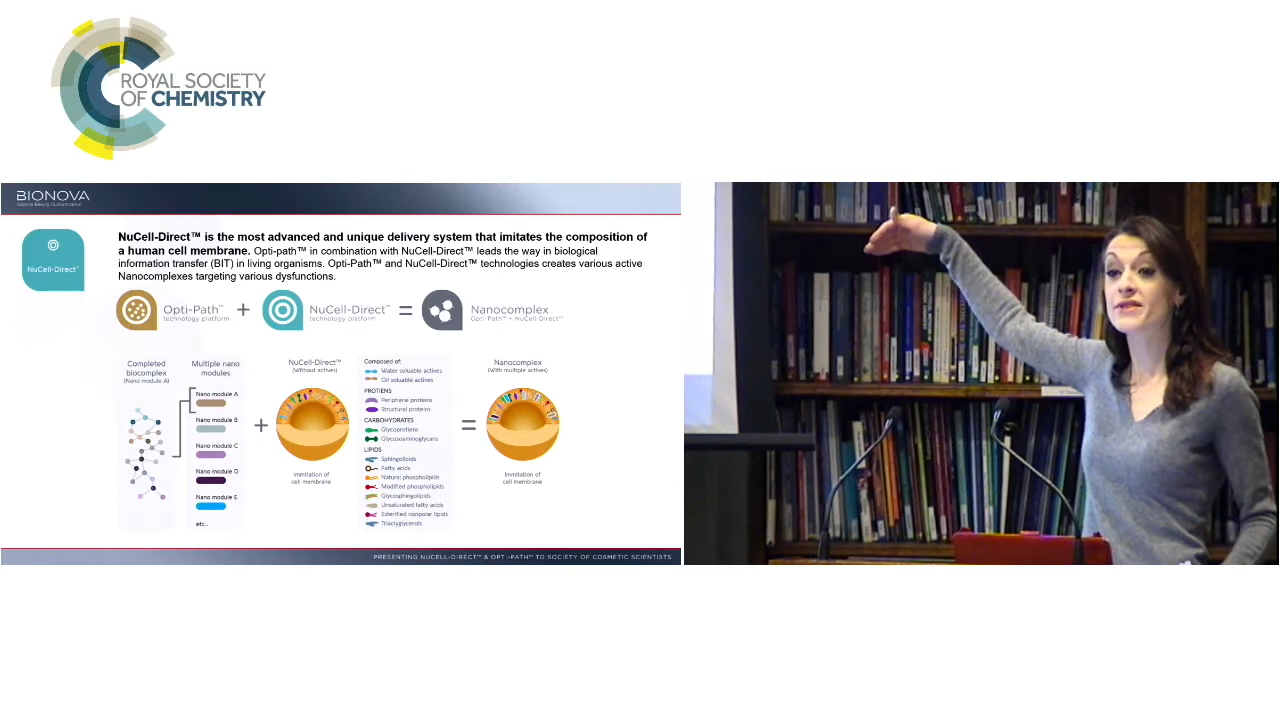 ROYAL SOCIETY
OF CHEMISTRY
BIONOVA
Science Beauty Customization
NuCell-Direct™
NuCell-Direct™ is the most advanced and unique delivery system that imitates the composition of
a human cell membrane. Opti-path™ in combination with NuCell-Direct™ leads the way in biological
information transfer (BIT) in living organisms. Opti-Path™ and NuCell-Direct™ technologies creates various active
Nanocomplexes targeting various dysfunctions.
Opti-Path™
technology platform
+
NuCell-Direct™
technology platform
=
Nanocomplex
Opti-Path™ + NuCell-Direct™
Completed
biocomplex
(Nano module A)
Multiple nano
modules
Nano module A
Nano module B
Nano module C
Nano module D
Nano module E
etc..
+
NuCell-Direct™
(Without actives)
Immitation of
cell membrane
Composed of:
Water soluable actives
Oil soluable actives
PROTIENS
Peripheral proteins
Structural proteins
CARBOHYDRATES
Glycoprotiens
Glycosoaminoglycans
LIPIDS
Sphingolipids
Fatty acids
Natural phospholipids
Modified phospholipids
Glycosphingolipids
Unsaturated fatty acids
Esterified nonpolar lipids
Triaclyglycerols
=
Nanocomplex
(With multiple actives)
Immitation of
cell membrane
PRESENTING NUCELL-DIRECT™ & OPTI-PATH™ TO SOCIETY OF COSMETIC SCIENTISTS